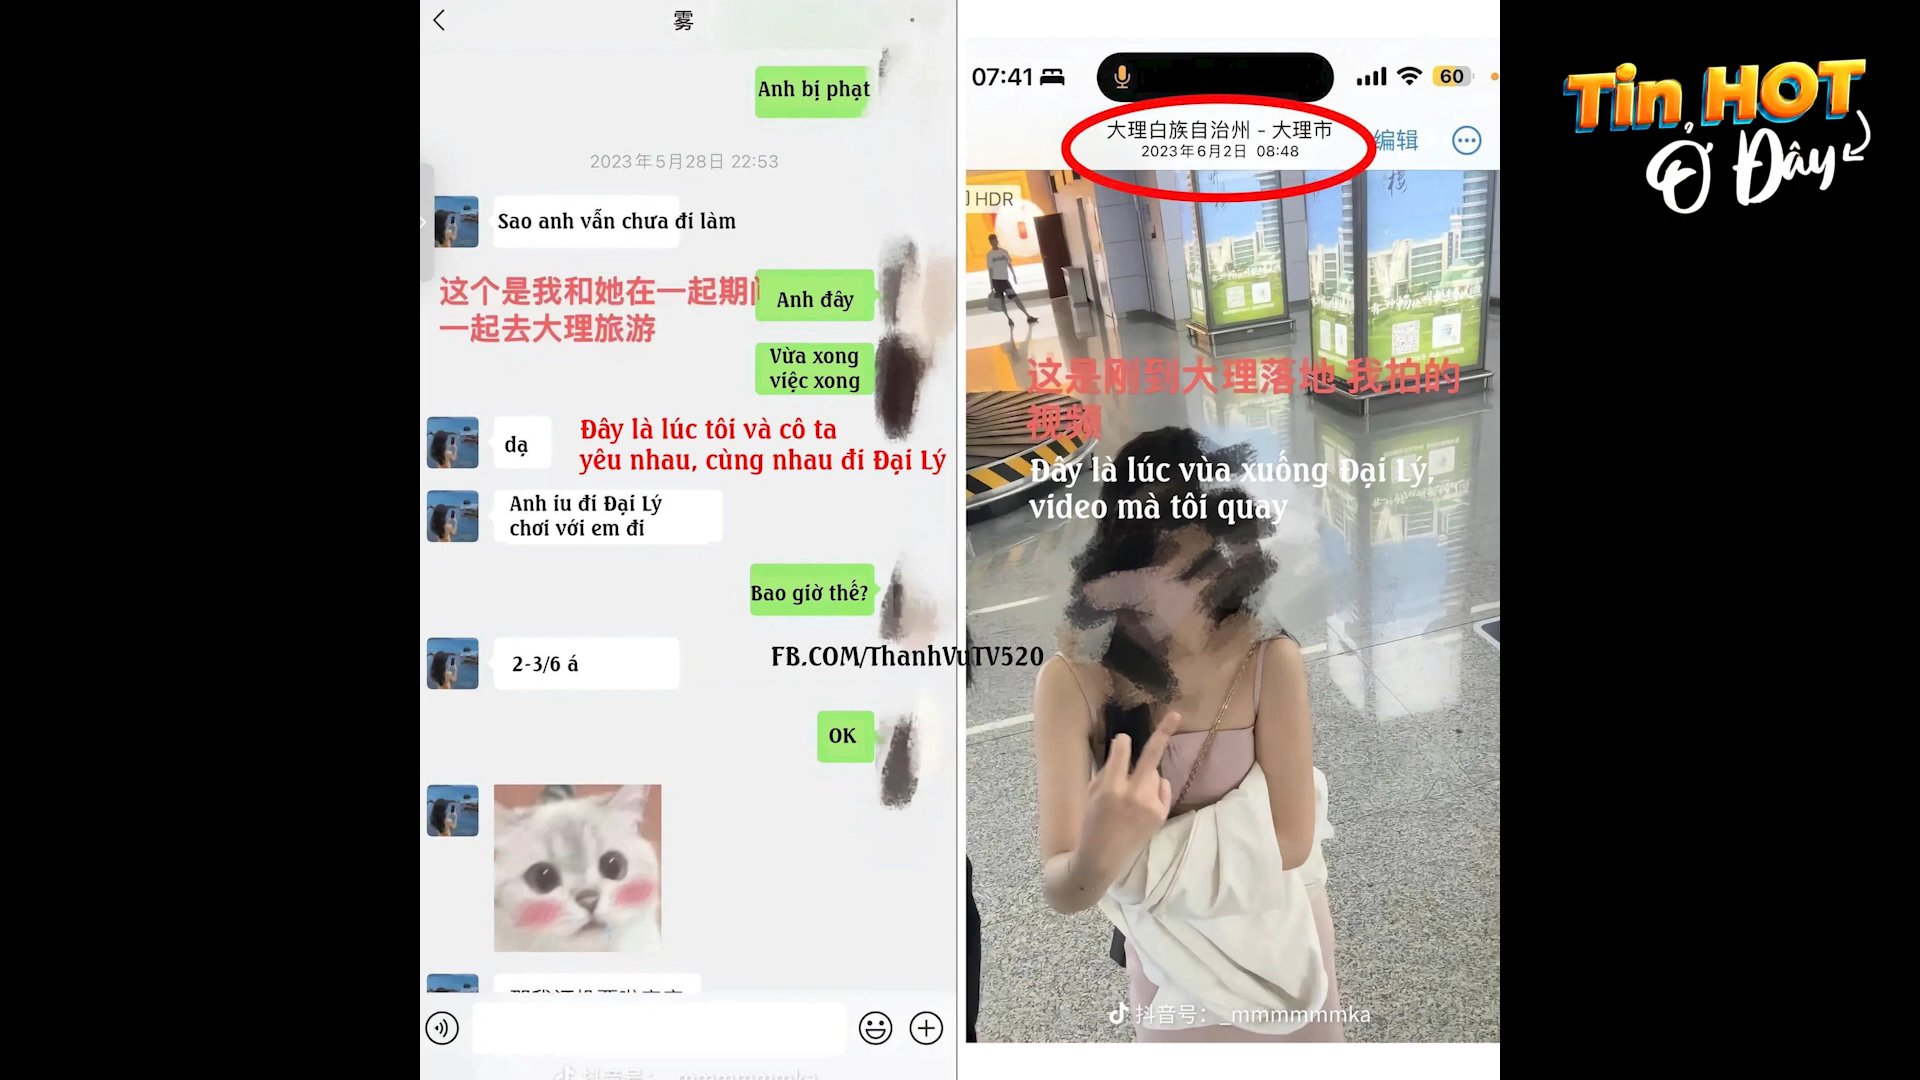 雾
Anh bị phạt
2023年5月28日 22:53
Sao anh vẫn chưa đi làm
这个是我和她在一起期间
一起去大理旅游
Anh đây
Vừa xong
việc xong
dạ
Đây là lúc tôi và cô ta
yêu nhau, cùng nhau đi Đại Lý
Anh iu đi Đại Lý
chơi với em đi
Bao giờ thế?
2-3/6 á
FB.COM/ThanhVuTV520
OK
07:41
60
大理白族自治州 - 大理市
2023年6月2日 08:48
编辑
HDR
这是刚到大理落地 我拍的
视频
Đây là lúc vừa xuống Đại Lý,
video mà tôi quay
抖音号: _mmmmmmka
Tin HOT
Ở Đây